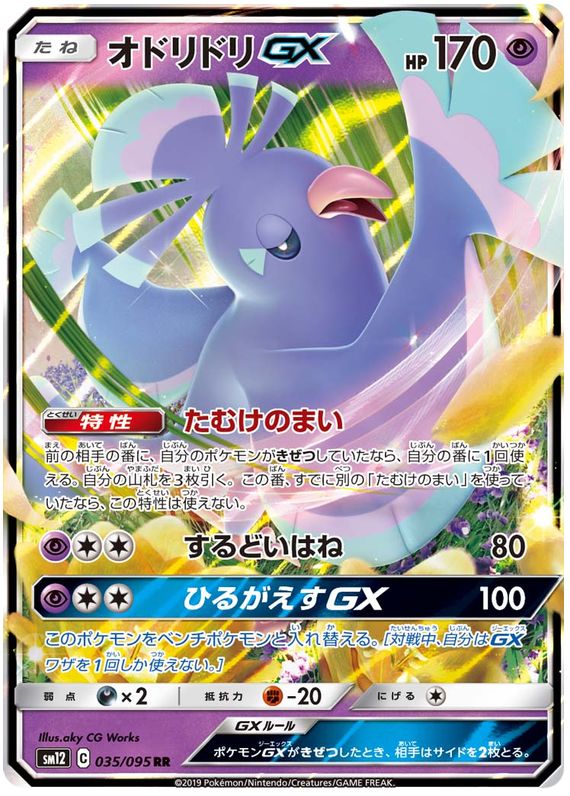 たね オドリドリGX HP170
とくせい
特性 たむけのまい
前の相手の番に、自分のポケモンがきぜつしていたなら、自分の番に1回使
える。自分の山札を3枚引く。この番、すでに別の「たむけのまい」を使って
いたなら、この特性は使えない。
するどいはね 80
ひるがえすGX 100
このポケモンをベンチポケモンと入れ替える。[対戦中、自分はGX
ワザを1回しか使えない。]
弱点 ×2 抵抗力 -20 にげる
Illus.aky CG Works
GXルール
ポケモンGXがきぜつしたとき、相手はサイドを2枚とる。
sm12 C 035/095 RR
©2019 Pokémon/Nintendo/Creatures/GAME FREAK.